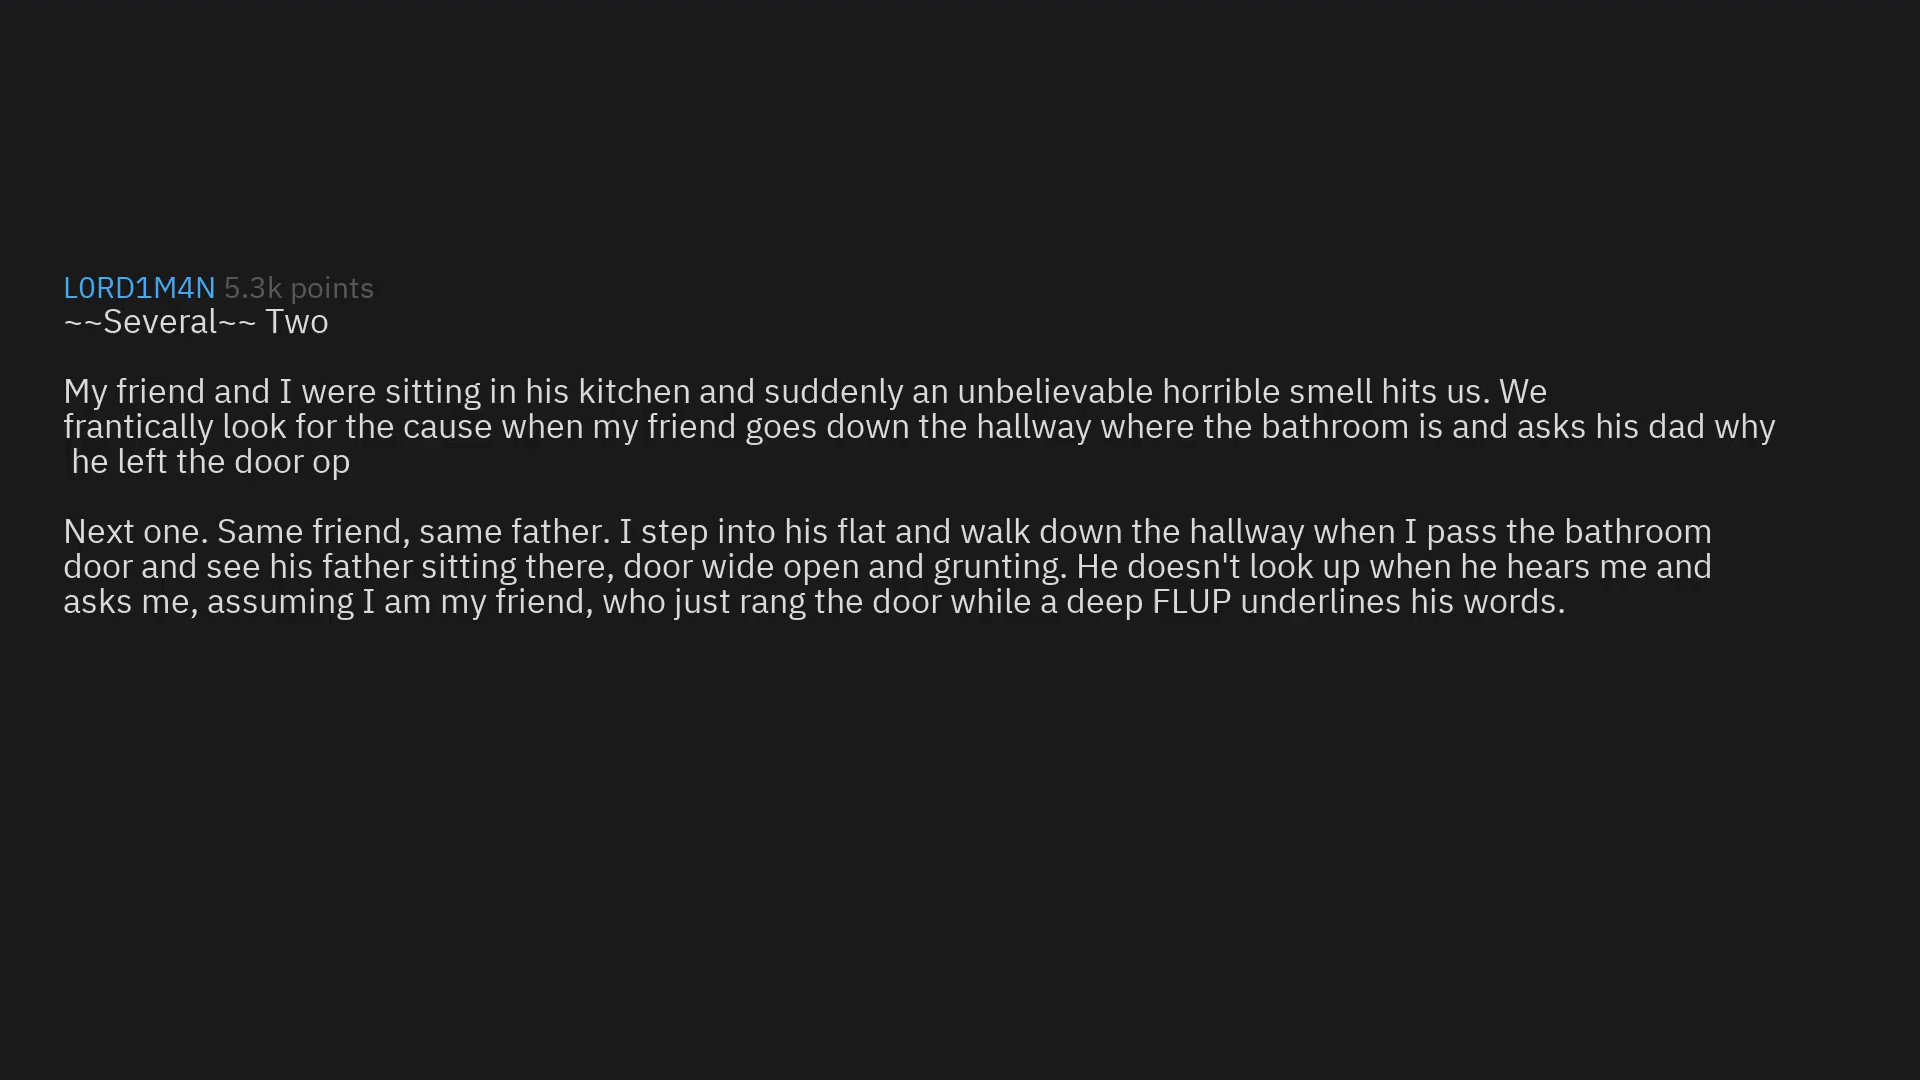 L0RD1M4N 5.3k points
~~Several~~ Two
My friend and I were sitting in his kitchen and suddenly an unbelievable horrible smell hits us. We
frantically look for the cause when my friend goes down the hallway where the bathroom is and asks his dad why
he left the door op
Next one. Same friend, same father. I step into his flat and walk down the hallway when I pass the bathroom
door and see his father sitting there, door wide open and grunting. He doesn't look up when he hears me and
asks me, assuming I am my friend, who just rang the door while a deep FLUP underlines his words.